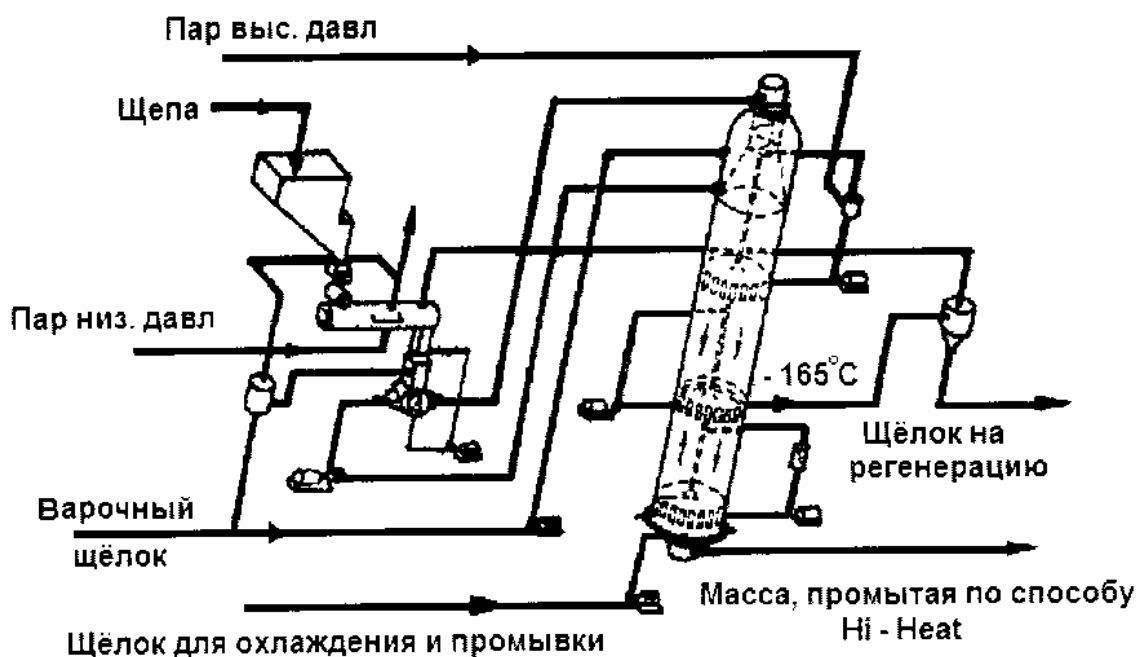 Пар выс. давл
Щепа
Пар низ. давл
- 165°C
Щёлок на
регенерацию
Варочный
щёлок
Масса, промытая по способу
Hi - Heat
Щёлок для охлаждения и промывки